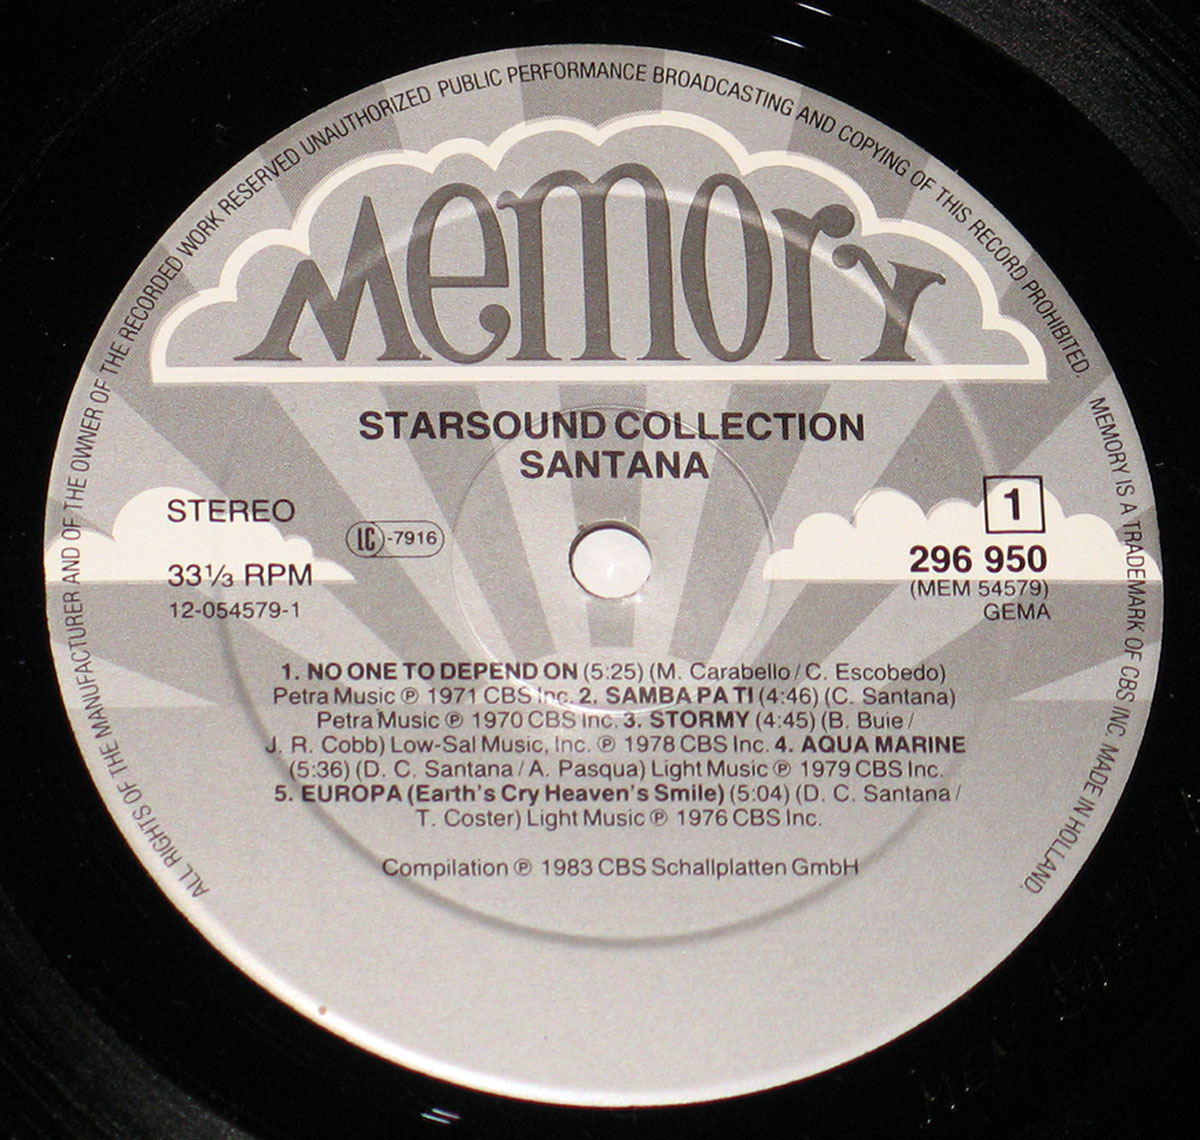 ALL RIGHTS OF THE MANUFACTURER AND OF THE OWNER OF THE RECORDED WORK RESERVED UNAUTHORIZED PUBLIC PERFORMANCE BROADCASTING AND COPYING OF THIS RECORD PROHIBITED.
MEMORY IS A TRADEMARK OF CBS INC. MADE IN HOLLAND.
memory
STARSOUND COLLECTION
SANTANA
STEREO
LC-7916
33⅓ RPM
12-054579-1
1
296 950
(MEM 54579)
GEMA
1. NO ONE TO DEPEND ON (5:25) (M. Carabello / C. Escobedo)
Petra Music ℗ 1971 CBS Inc. 2. SAMBA PA TI (4:46) (C. Santana)
Petra Music ℗ 1970 CBS Inc. 3. STORMY (4:45) (B. Buie /
J. R. Cobb) Low-Sal Music, Inc. ℗ 1978 CBS Inc. 4. AQUA MARINE
(5:36) (D. C. Santana / A. Pasqua) Light Music ℗ 1979 CBS Inc.
5. EUROPA (Earth's Cry Heaven's Smile) (5:04) (D. C. Santana /
T. Coster) Light Music ℗ 1976 CBS Inc.
Compilation ℗ 1983 CBS Schallplatten GmbH